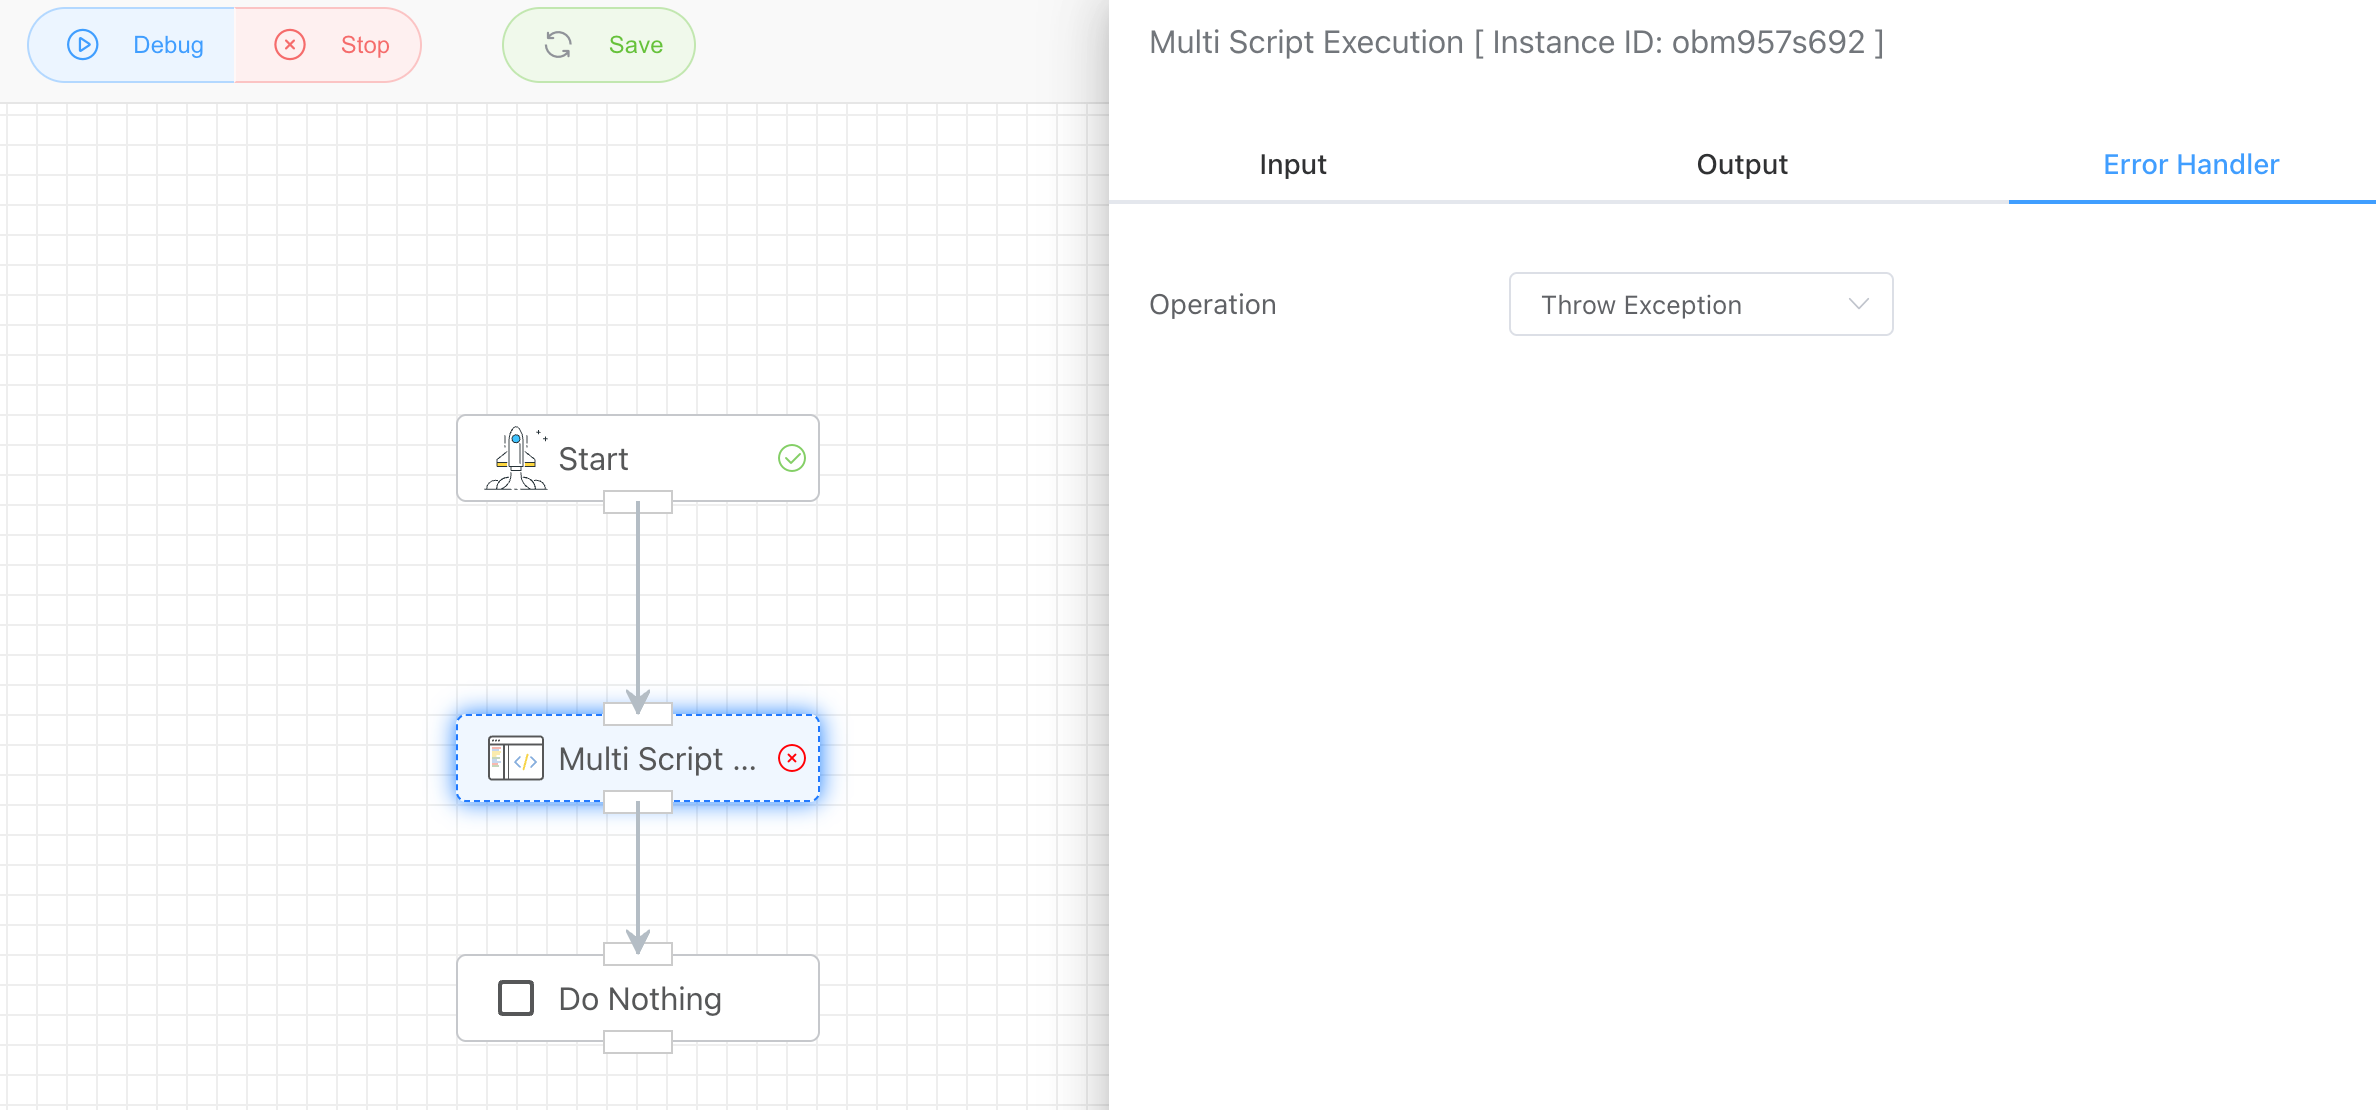 Debug
Stop
Save
Multi Script Execution [ Instance ID: obm957s692 ]
Input
Output
Error Handler
Operation
Throw Exception
Start
Multi Script ...
Do Nothing